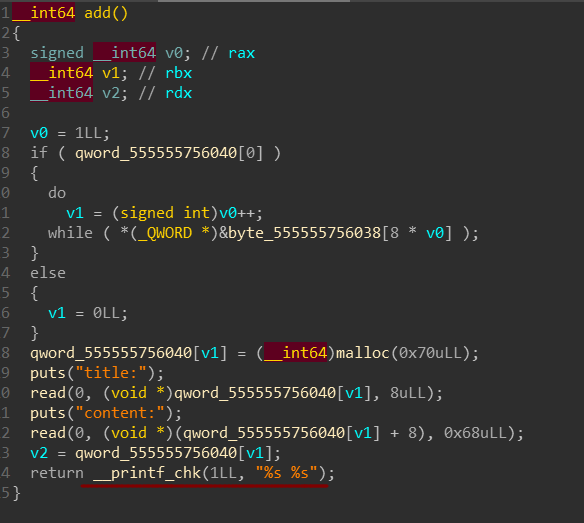 1 __int64 add()
2 {
3 signed __int64 v0; // rax
4 __int64 v1; // rbx
5 __int64 v2; // rdx
6
7 v0 = 1LL;
8 if ( qword_555555756040[0] )
9 {
0 do
1 v1 = (signed int)v0++;
2 while ( *(_QWORD *)&byte_555555756038[8 * v0] );
3 }
4 else
5 {
6 v1 = 0LL;
7 }
8 qword_555555756040[v1] = (__int64)malloc(0x70uLL);
9 puts("title:");
0 read(0, (void *)qword_555555756040[v1], 8uLL);
1 puts("content:");
2 read(0, (void *)(qword_555555756040[v1] + 8), 0x68uLL);
3 v2 = qword_555555756040[v1];
4 return __printf_chk(1LL, "%s %s");
5 }